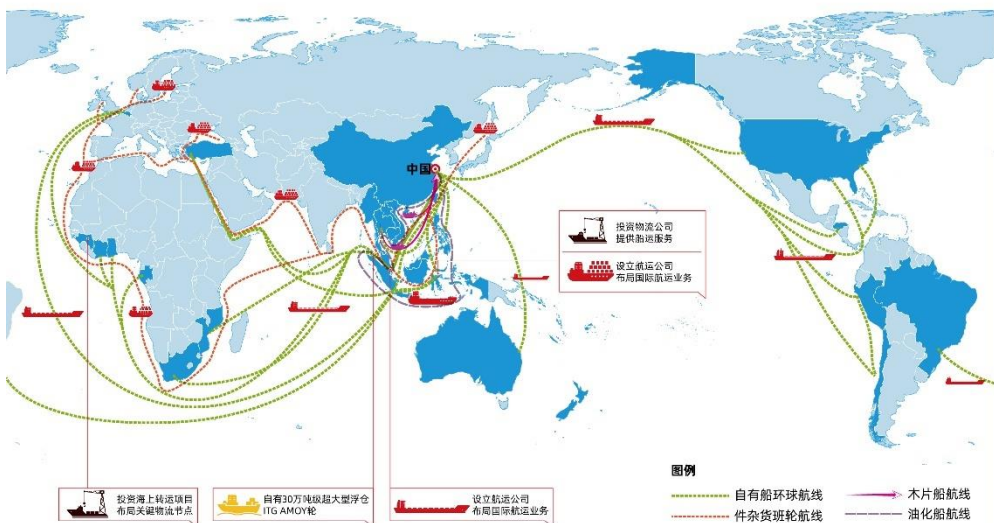 中国
投资物流公司
提供船运服务
设立航运公司
布局国际航运业务
投资海上转运项目
布局关键物流节点
自有30万吨级超大型浮仓
ITG AMOY轮
设立航运公司
布局国际航运业务
图例
自有船环球航线
木片船航线
件杂货班轮航线
油化船航线